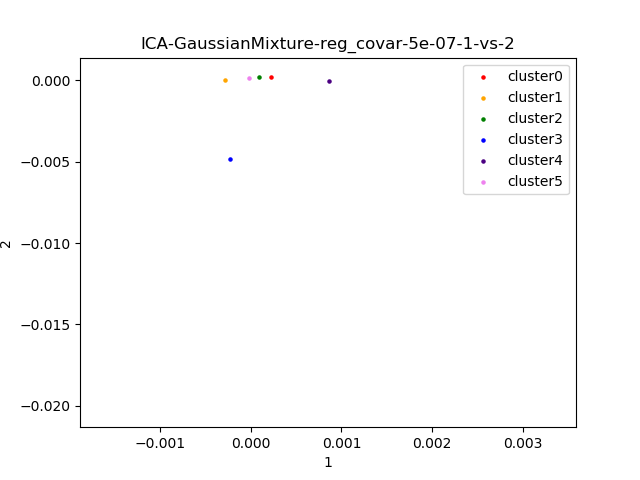 ICA-GaussianMixture-reg_covar-5e-07-1-vs-2
0.000
−0.005
−0.010
−0.015
−0.020
2
cluster0
cluster1
cluster2
cluster3
cluster4
cluster5
−0.001 0.000 0.001 0.002 0.003
1